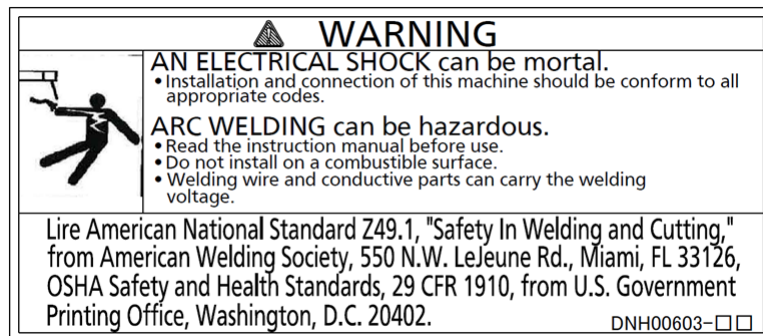 WARNING
AN ELECTRICAL SHOCK can be mortal.
• Installation and connection of this machine should be conform to all
appropriate codes.
ARC WELDING can be hazardous.
• Read the instruction manual before use.
• Do not install on a combustible surface.
• Welding wire and conductive parts can carry the welding
voltage.
Lire American National Standard Z49.1, "Safety In Welding and Cutting,"
from American Welding Society, 550 N.W. LeJeune Rd., Miami, FL 33126,
OSHA Safety and Health Standards, 29 CFR 1910, from U.S. Government
Printing Office, Washington, D.C. 20402.
DNH00603-□□